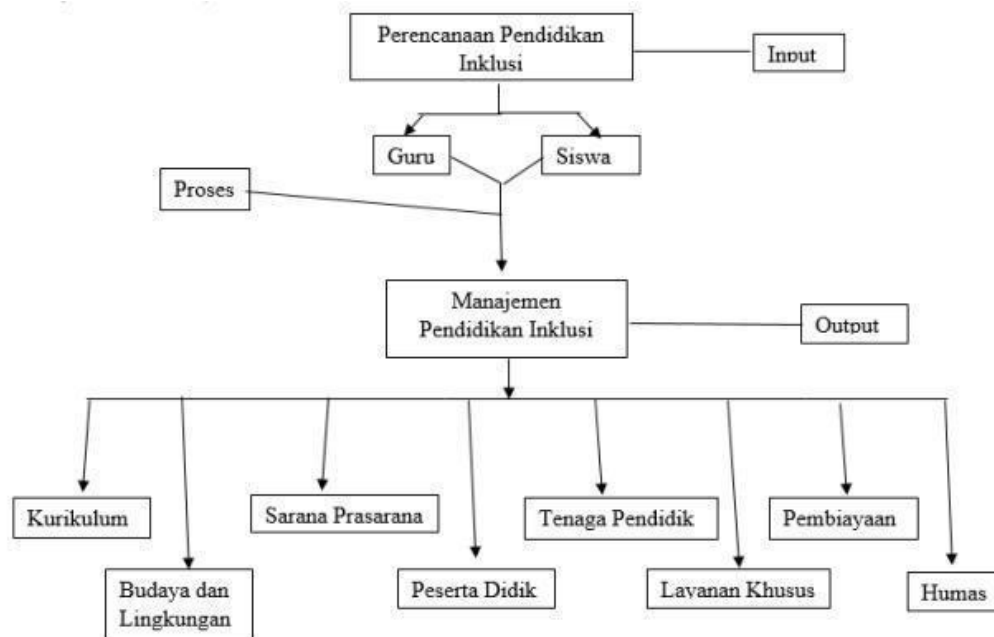 Perencanaan Pendidikan
Inklusi
Input
Guru
Siswa
Proses
Manajemen
Pendidikan Inklusi
Output
Kurikulum
Sarana Prasarana
Tenaga Pendidik
Pembiayaan
Budaya dan
Lingkungan
Peserta Didik
Layanan Khusus
Humas